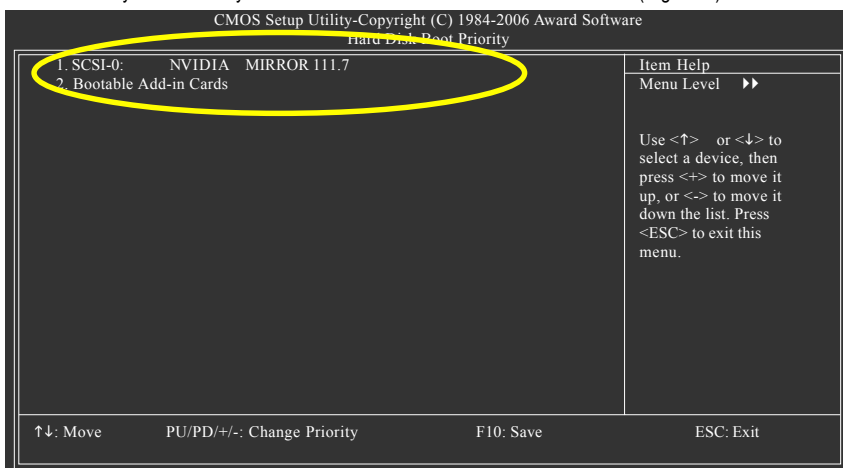 CMOS Setup Utility-Copyright (C) 1984-2006 Award Software
Hard Disk Boot Priority
1. SCSI-0: NVIDIA MIRROR 111.7
2. Bootable Add-in Cards
Item Help
Menu Level ▸▸
Use <↑> or <↓> to
select a device, then
press <+> to move it
up, or <-> to move it
down the list. Press
<ESC> to exit this
menu.
↑↓: Move PU/PD/+/-: Change Priority F10: Save ESC: Exit